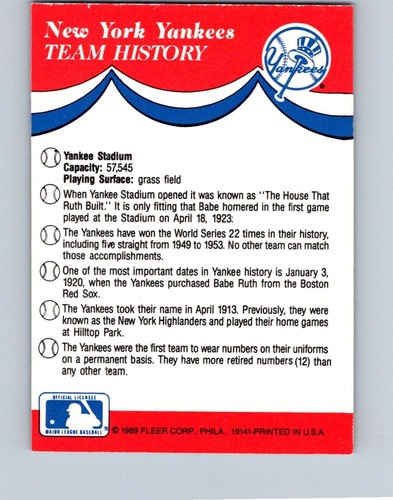 New York Yankees
TEAM HISTORY
Yankees
Yankee Stadium
Capacity: 57,545
Playing Surface: grass field
When Yankee Stadium opened it was known as "The House That
Ruth Built." It is only fitting that Babe homered in the first game
played at the Stadium on April 18, 1923:
The Yankees have won the World Series 22 times in their history,
including five straight from 1949 to 1953. No other team can match
those accomplishments.
One of the most important dates in Yankee history is January 3,
1920, when the Yankees purchased Babe Ruth from the Boston
Red Sox.
The Yankees took their name in April 1913. Previously, they were
known as the New York Highlanders and played their home games
at Hilltop Park.
The Yankees were the first team to wear numbers on their uniforms
on a permanent basis. They have more retired numbers (12) than
any other team.
OFFICIAL LICENSEE
MAJOR LEAGUE BASEBALL
® © 1989 FLEER CORP., PHILA., 19141-PRINTED IN U.S.A.